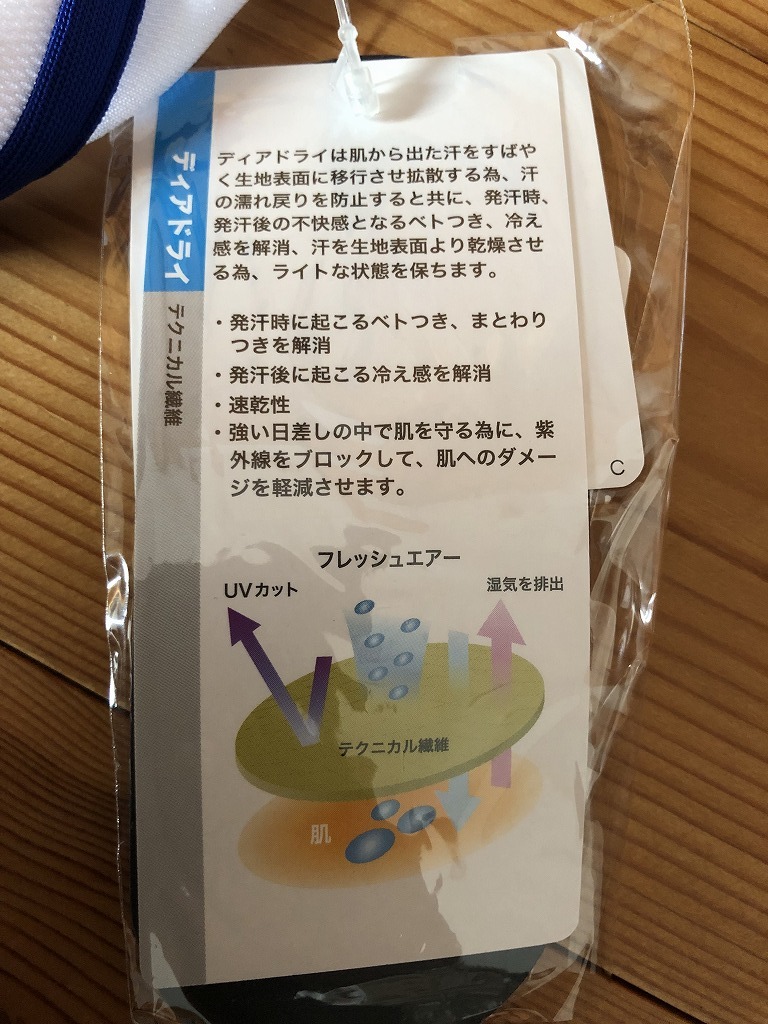 ディアドライ
テクニカル繊維
ディアドライは肌から出た汗をすばや
く生地表面に移行させ拡散する為、汗
の濡れ戻りを防止すると共に、発汗時、
発汗後の不快感となるベトつき、冷え
感を解消、汗を生地表面より乾燥させ
る為、ライトな状態を保ちます。
・発汗時に起こるベトつき、まとわり
つきを解消
・発汗後に起こる冷え感を解消
・速乾性
・強い日差しの中で肌を守る為に、紫
外線をブロックして、肌へのダメー
ジを軽減させます。
C
フレッシュエアー
UVカット
湿気を排出
テクニカル繊維
肌